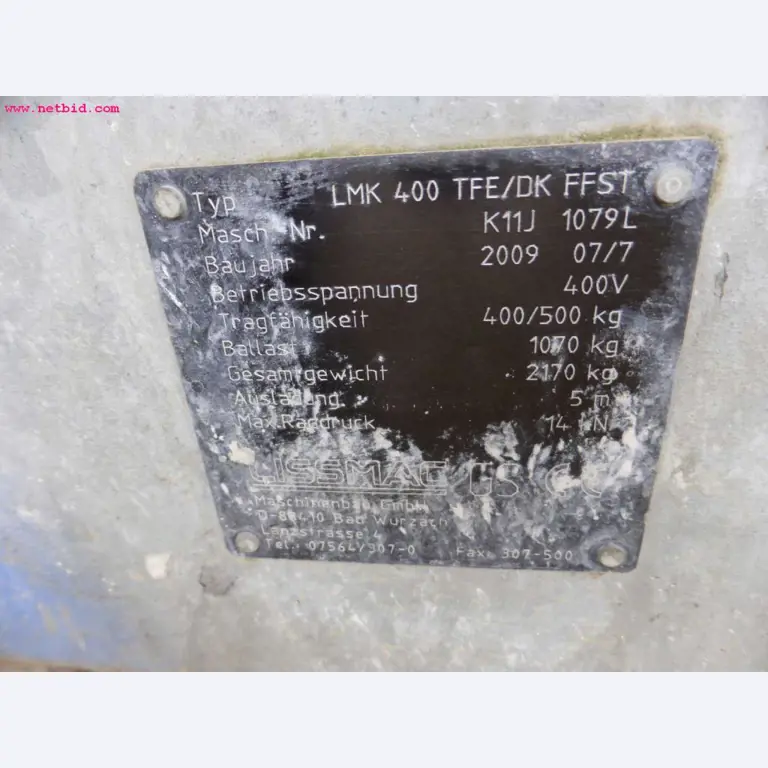 www.netbid.com
Typ LMK 400 TFE/DK FFST
Masch.-Nr. K11J 1079L
Baujahr 2009 07/7
Betriebsspannung 400V
Tragfähigkeit 400/500 kg
Ballast 1070 kg
Gesamtgewicht 2170 kg
Ausladung 5 m
Max.Raddruck 14 N
LISSMAC GS CE
Maschinenbau GmbH
D-88410 Bad Wurzach
Lanzstrasse 4
Tel.: 07564/307-0 Fax: 307-500